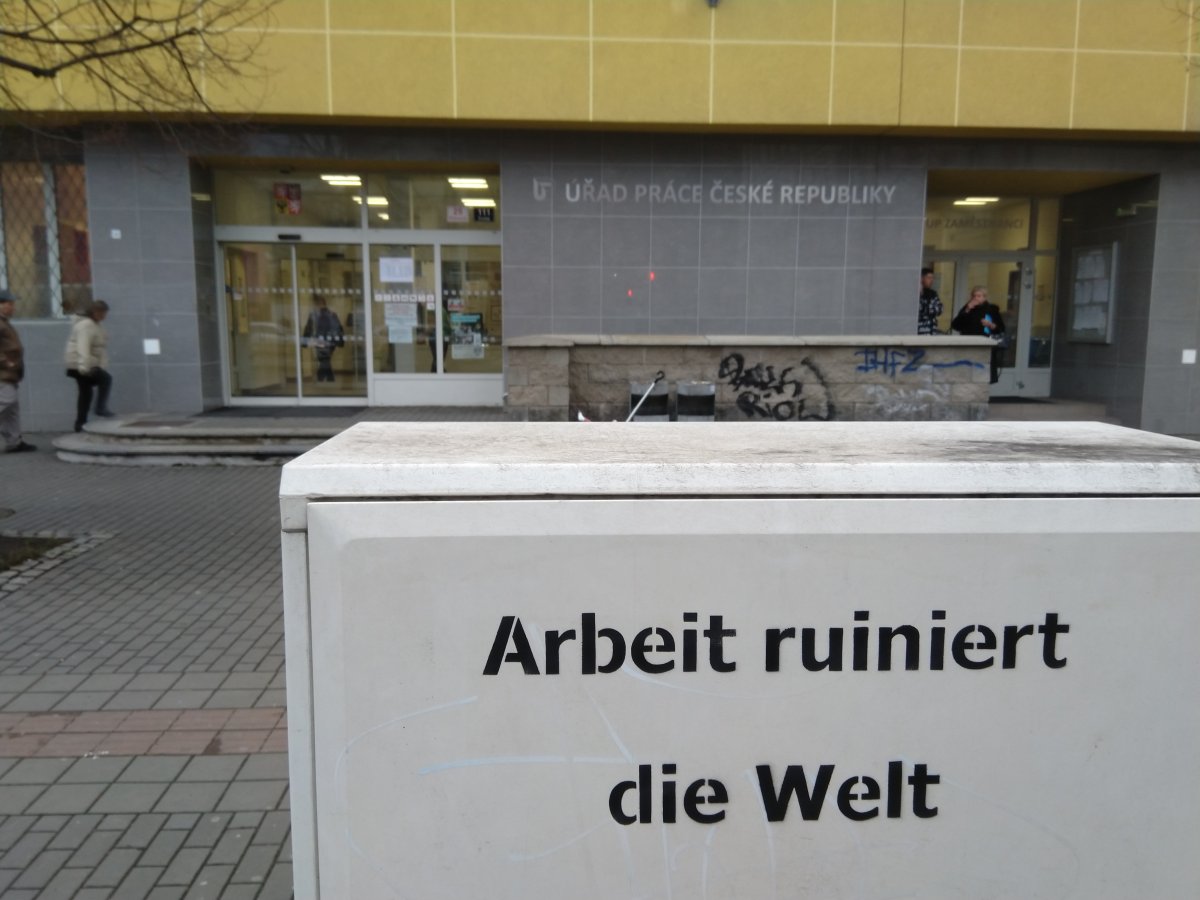 ÚŘAD PRÁCE ČESKÉ REPUBLIKY
Arbeit ruiniert
die Welt